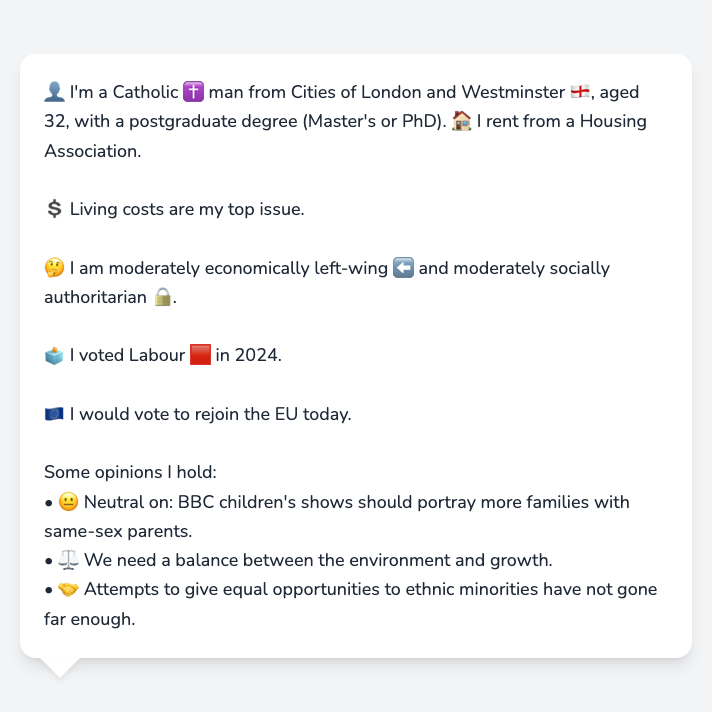 👤 I'm a Catholic ✝️ man from Cities of London and Westminster 🏴󠁧󠁢󠁥󠁮󠁧󠁿, aged
32, with a postgraduate degree (Master's or PhD). 🏠 I rent from a Housing
Association.
💲 Living costs are my top issue.
🤔 I am moderately economically left-wing ⬅️ and moderately socially
authoritarian 🔒.
🗳️ I voted Labour 🟥 in 2024.
🇪🇺 I would vote to rejoin the EU today.
Some opinions I hold:
• 😐 Neutral on: BBC children's shows should portray more families with
same-sex parents.
• ⚖️ We need a balance between the environment and growth.
• 🤝 Attempts to give equal opportunities to ethnic minorities have not gone
far enough.